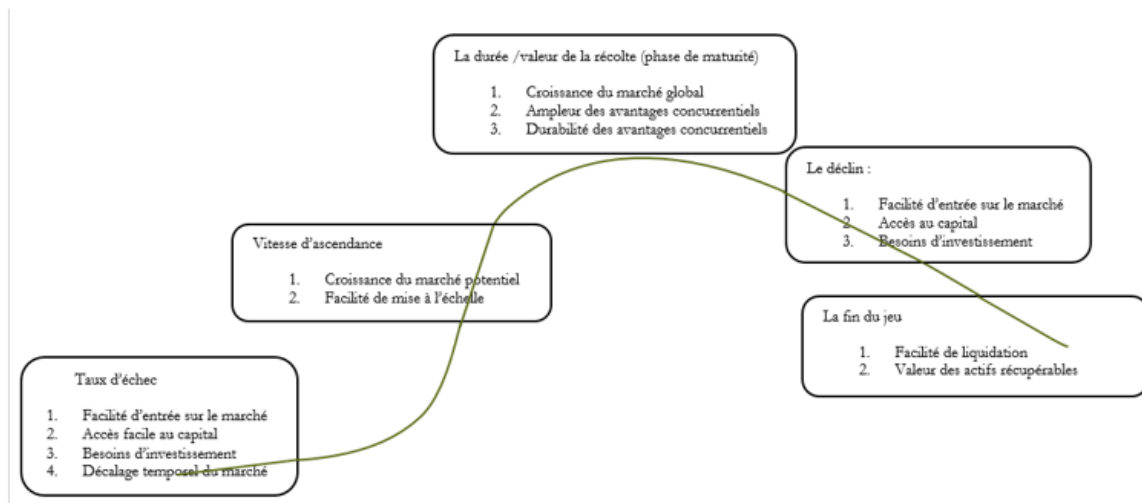 La durée /valeur de la récolte (phase de maturité)
1. Croissance du marché global
2. Ampleur des avantages concurrentiels
3. Durabilité des avantages concurrentiels
Le déclin :
1. Facilité d'entrée sur le marché
2. Accès au capital
3. Besoins d'investissement
Vitesse d'ascendance
1. Croissance du marché potentiel
2. Facilité de mise à l'échelle
La fin du jeu
1. Facilité de liquidation
2. Valeur des actifs récupérables
Taux d'échec
1. Facilité d'entrée sur le marché
2. Accès facile au capital
3. Besoins d'investissement
4. Décalage temporel du marché